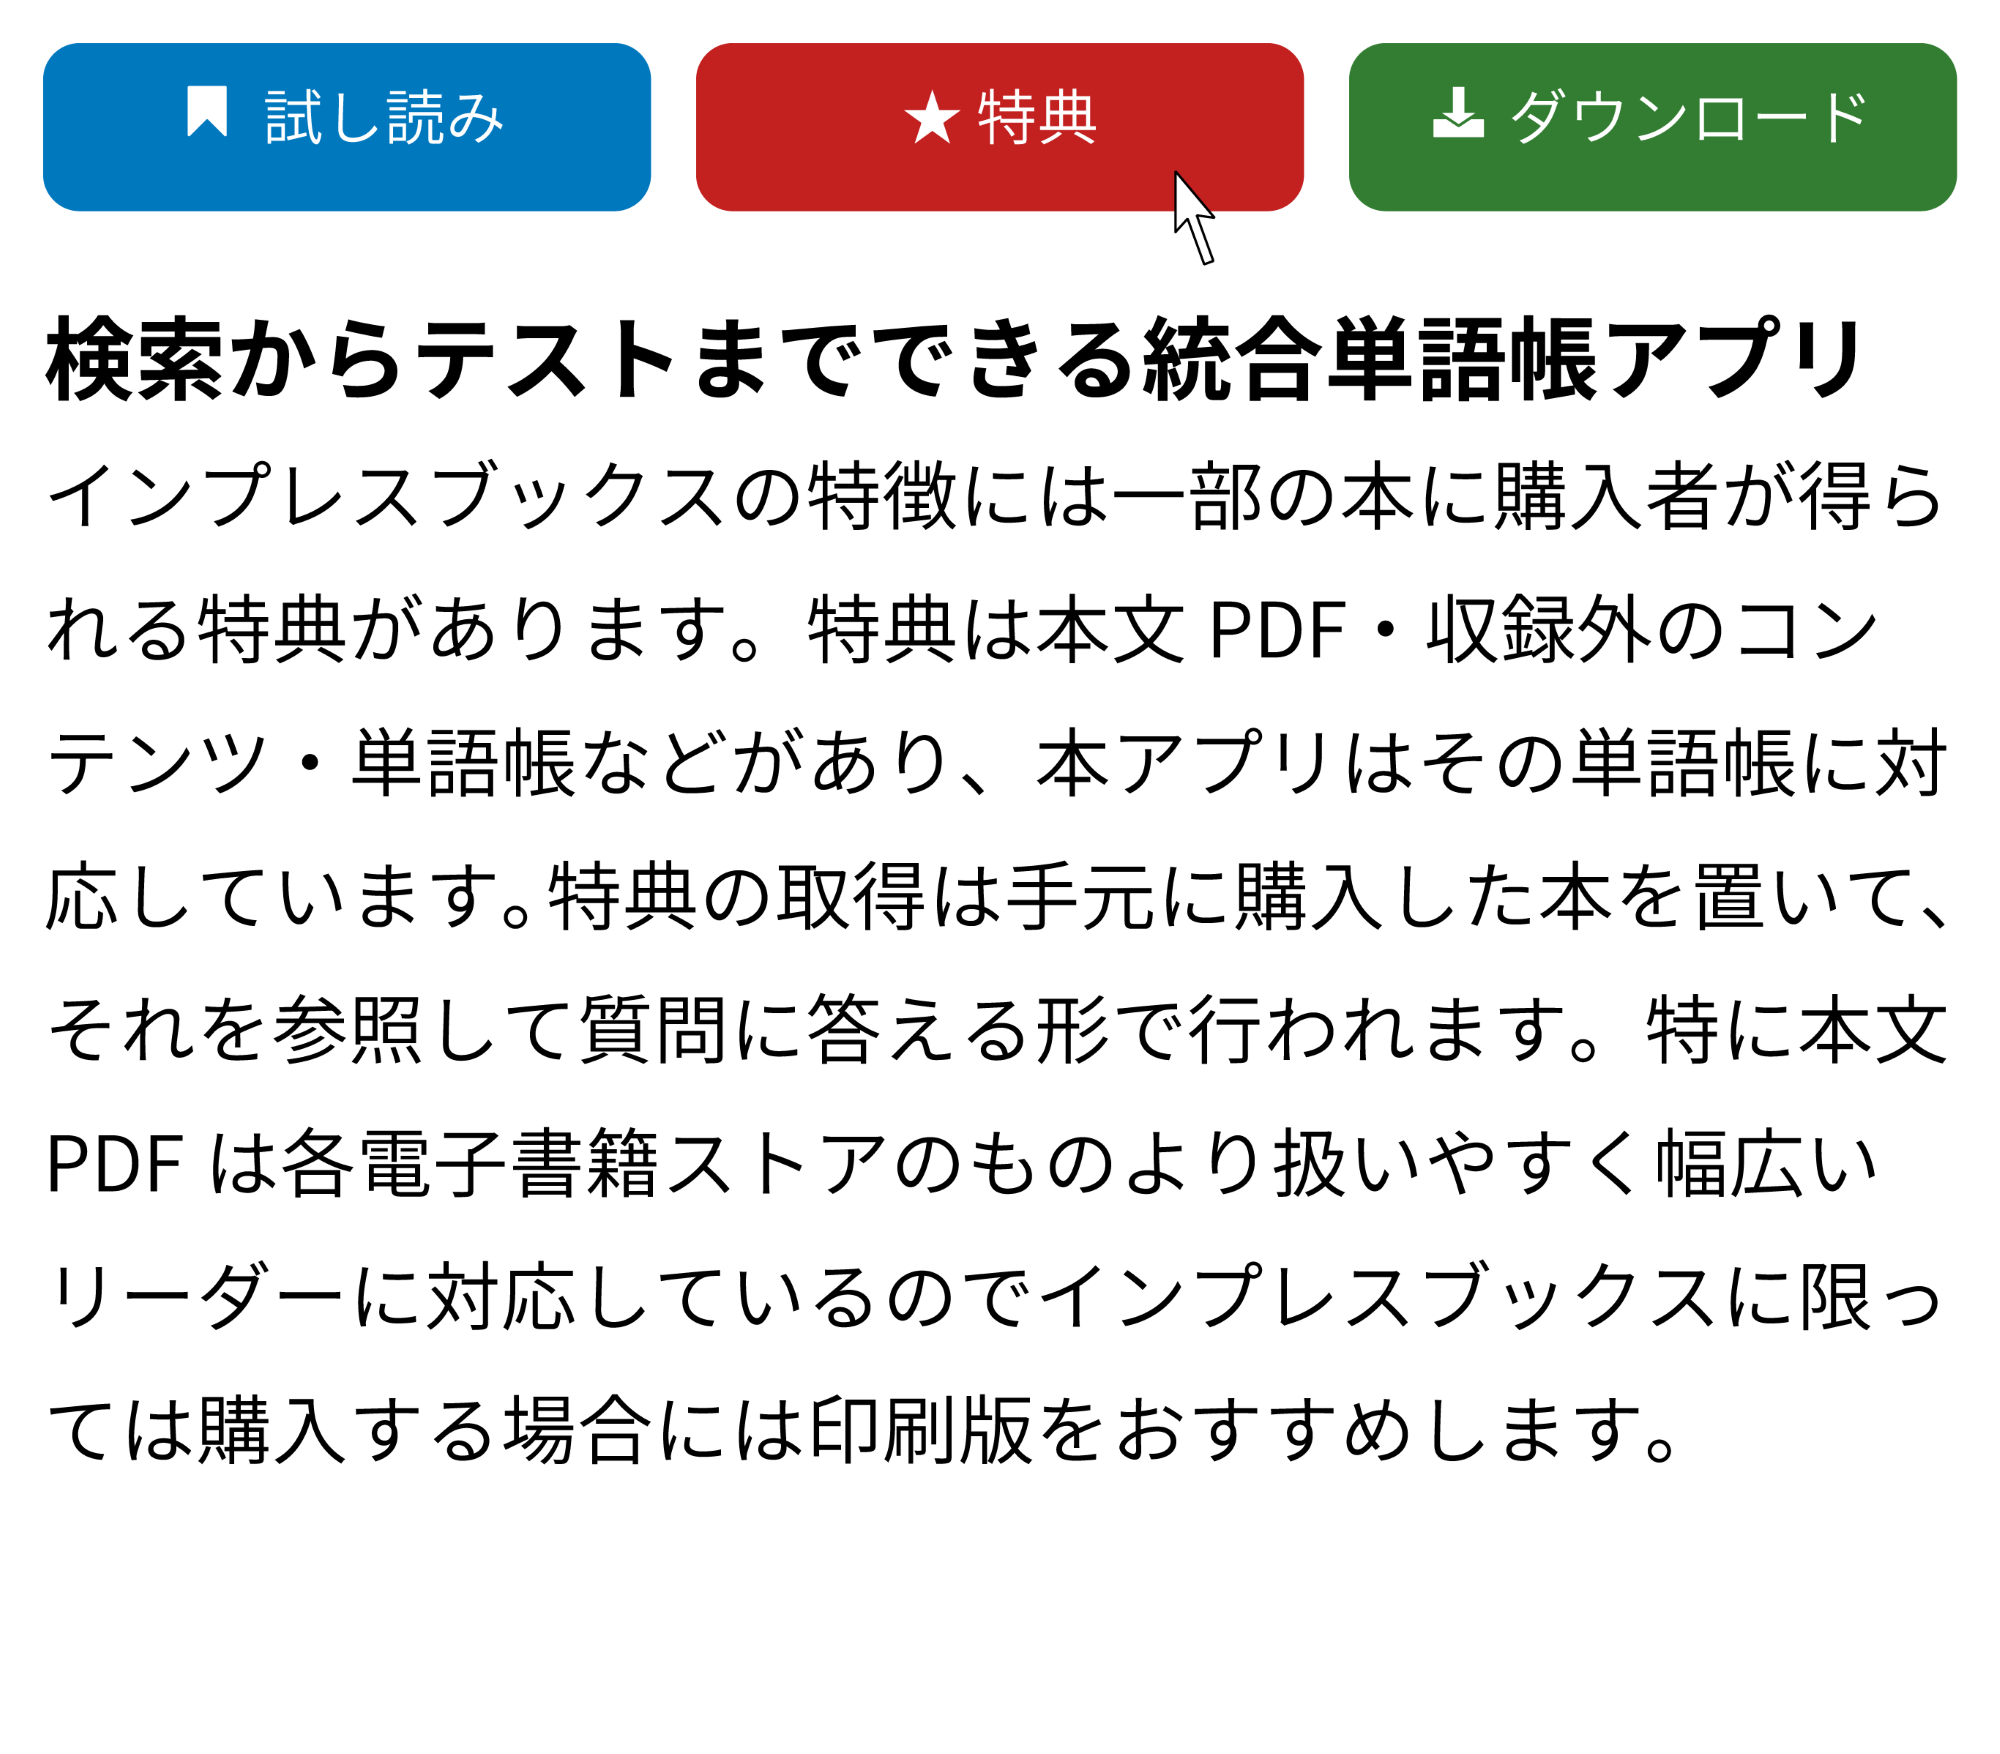 試し読み
★特典
ダウンロード
検索からテストまでできる統合単語帳アプリ
インプレスブックスの特徴には一部の本に購入者が得ら
れる特典があります。特典は本文 PDF・収録外のコン
テンツ・単語帳などがあり、本アプリはその単語帳に対
応しています。特典の取得は手元に購入した本を置いて、
それを参照して質問に答える形で行われます。特に本文
PDF は各電子書籍ストアのものより扱いやすく幅広い
リーダーに対応しているのでインプレスブックスに限っ
ては購入する場合には印刷版をおすすめします。